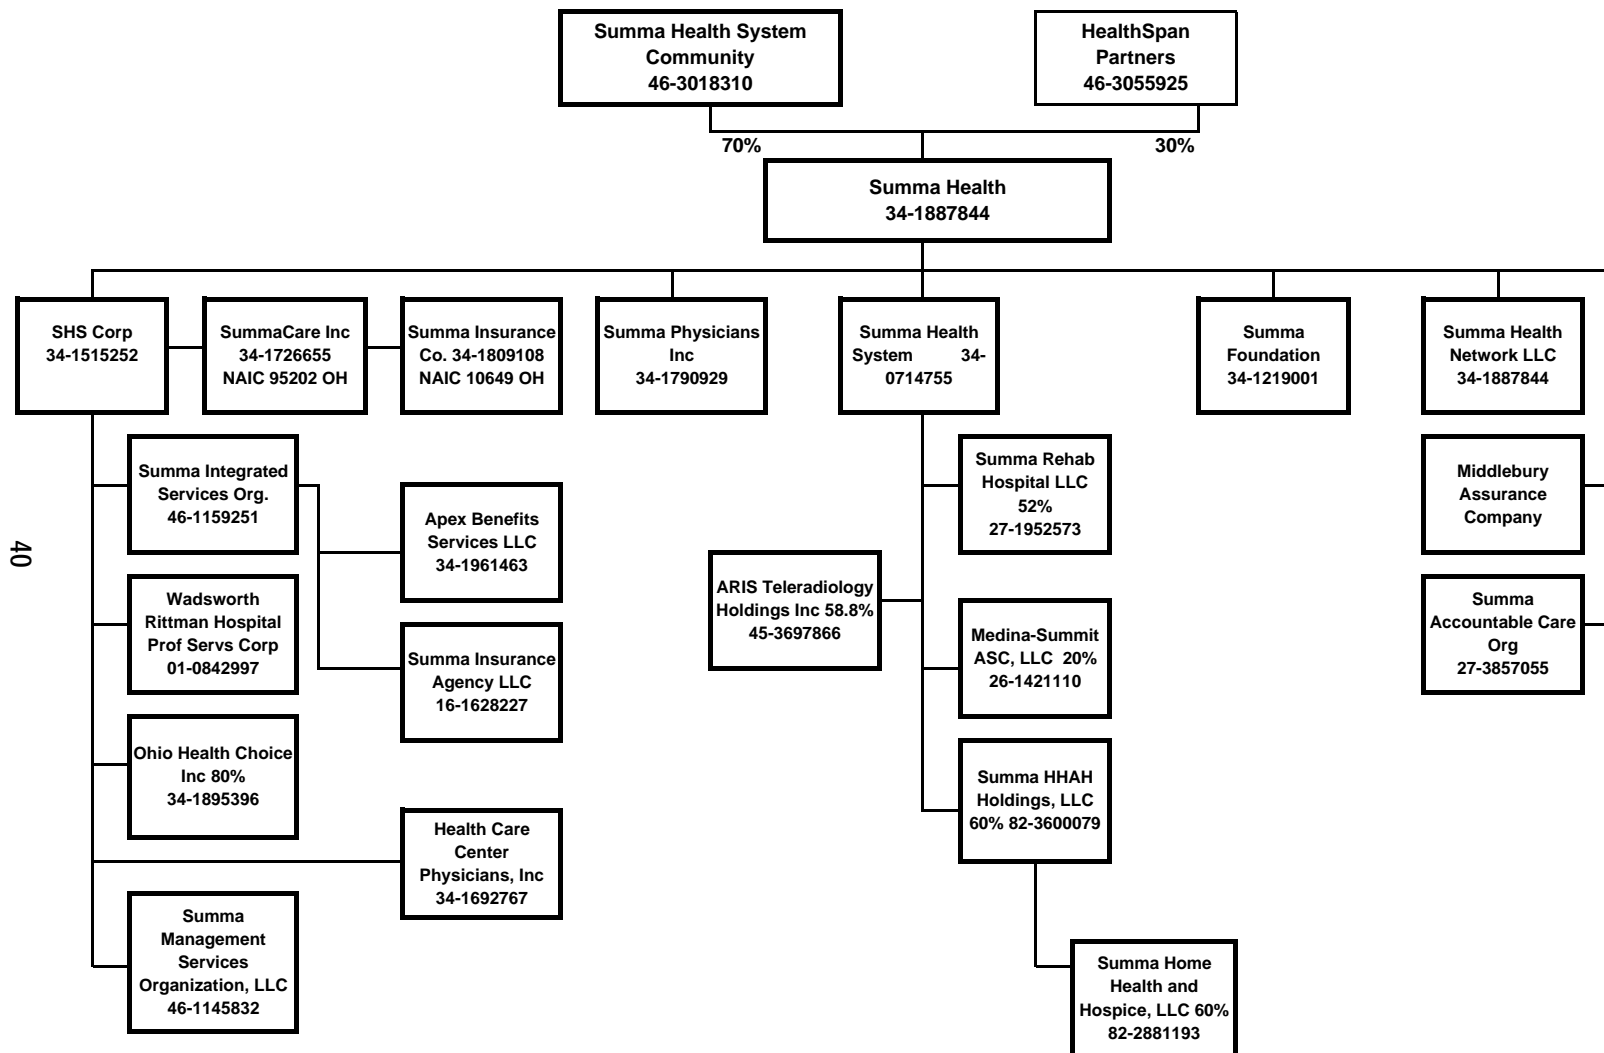 Summa Health System
Community
46-3018310
HealthSpan
Partners
46-3055925
70%
30%
Summa Health
34-1887844
SHS Corp
34-1515252
SummaCare Inc
34-1726655
NAIC 95202 OH
Summa Insurance
Co. 34-1809108
NAIC 10649 OH
Summa Physicians
Inc
34-1790929
Summa Health
System 34-
0714755
Summa
Foundation
34-1219001
Summa Health
Network LLC
34-1887844
Summa Integrated
Services Org.
46-1159251
Apex Benefits
Services LLC
34-1961463
Summa Rehab
Hospital LLC
52%
27-1952573
Middlebury
Assurance
Company
40
Wadsworth
Rittman Hospital
Prof Servs Corp
01-0842997
Summa Insurance
Agency LLC
16-1628227
ARIS Teleradiology
Holdings Inc 58.8%
45-3697866
Medina-Summit
ASC, LLC 20%
26-1421110
Summa
Accountable Care
Org
27-3857055
Ohio Health Choice
Inc 80%
34-1895396
Health Care
Center
Physicians, Inc
34-1692767
Summa HHAH
Holdings, LLC
60% 82-3600079
Summa
Management
Services
Organization, LLC
46-1145832
Summa Home
Health and
Hospice, LLC 60%
82-2881193